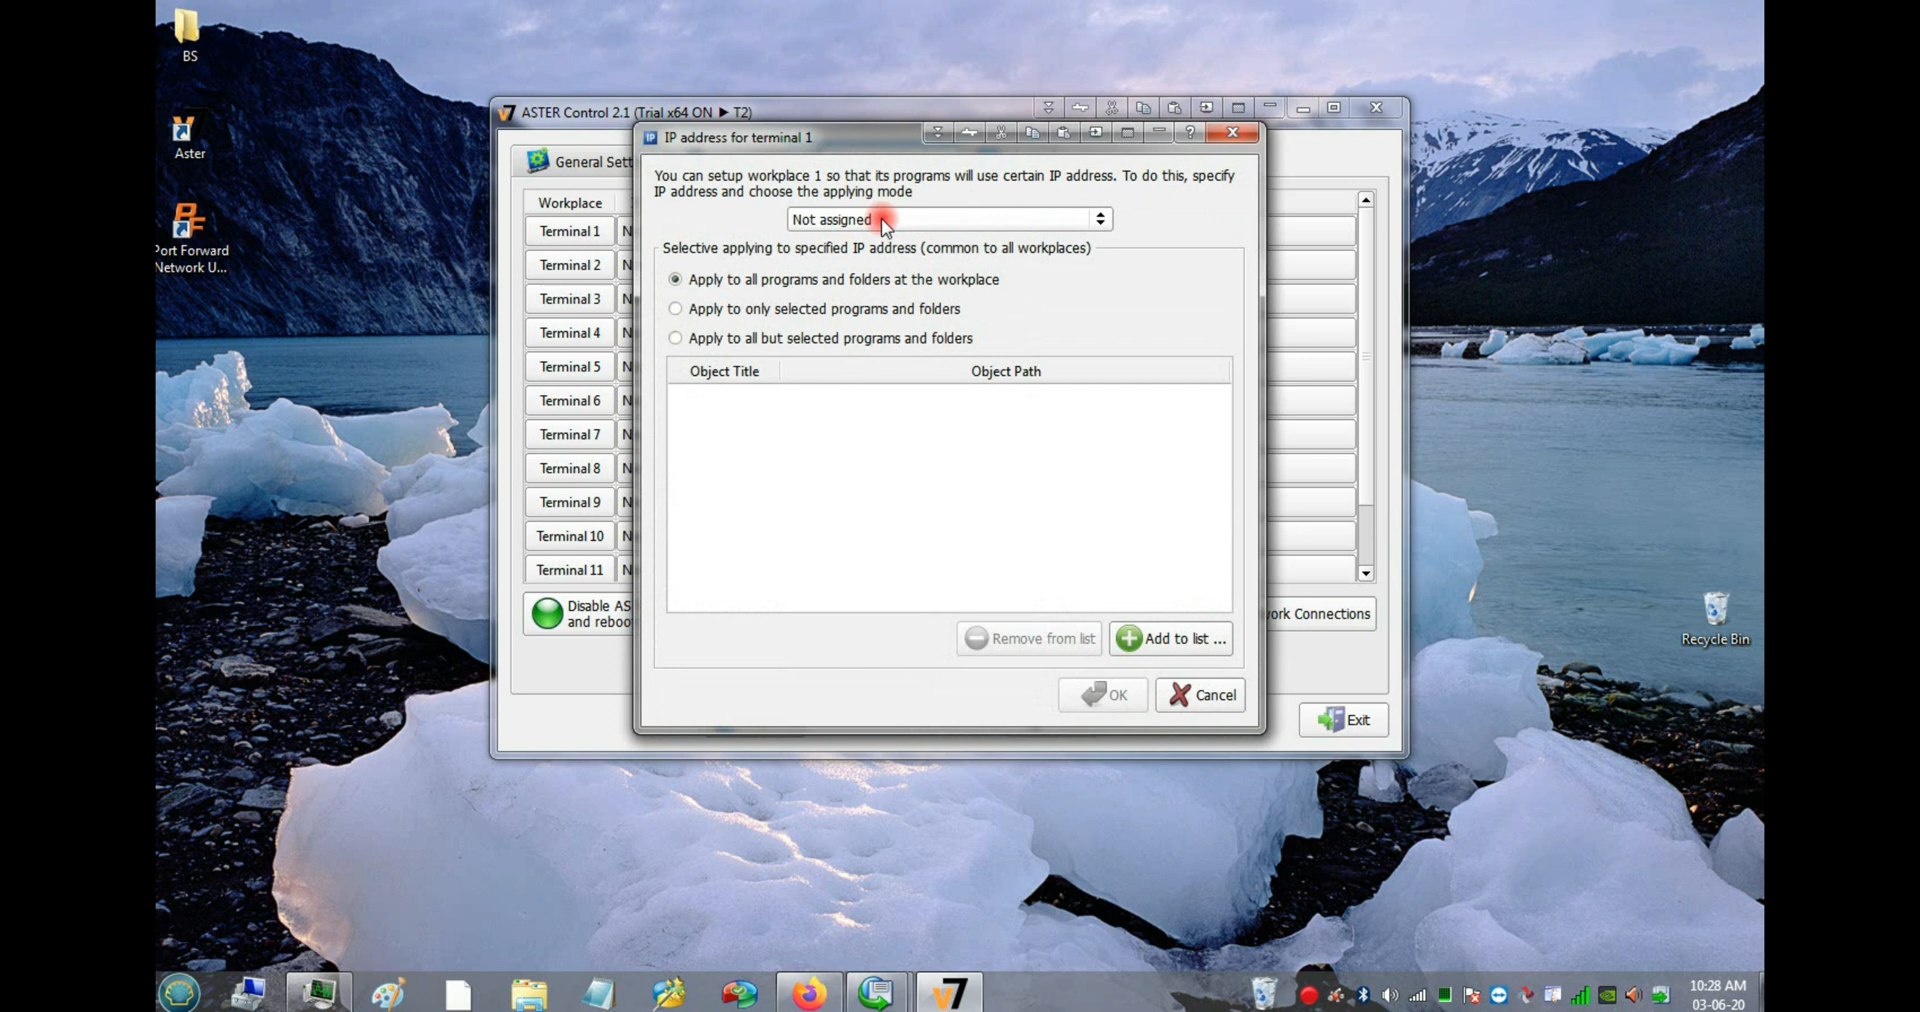 BS
Aster
Port Forward
Network U...
ASTER Control 2.1 (Trial x64 ON ► T2)
IP address for terminal 1
General Sett
You can setup workplace 1 so that its programs will use certain IP address. To do this, specify
IP address and choose the applying mode
Not assigned
Selective applying to specified IP address (common to all workplaces)
Apply to all programs and folders at the workplace
Apply to only selected programs and folders
Apply to all but selected programs and folders
Object Title
Object Path
Remove from list
Add to list ...
OK
Cancel
Workplace
Terminal 1
Terminal 2
Terminal 3
Terminal 4
Terminal 5
Terminal 6
Terminal 7
Terminal 8
Terminal 9
Terminal 10
Terminal 11
Disable AS
and reboo
ork Connections
Exit
Recycle Bin
10:28 AM
03-06-20